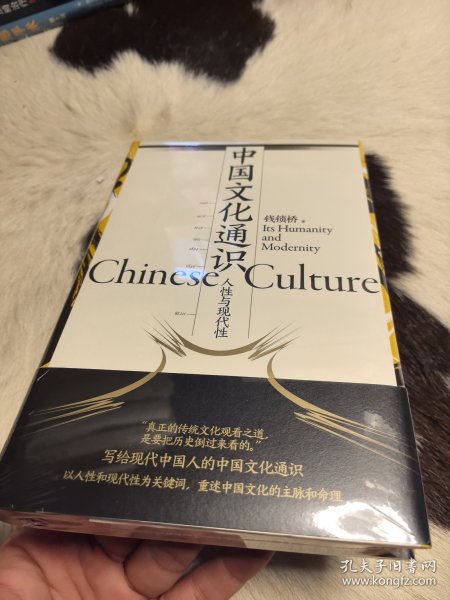 中国文化通识
人性与现代性
钱锁桥 著
Its Humanity
and
Modernity
Chinese Culture
“真正的传统文化观看之道，
是要把历史倒过来看的。”
写给现代中国人的中国文化通识
以人性和现代性为关键词，重述中国文化的主脉和命理
孔夫子旧书网
www.kongfz.com